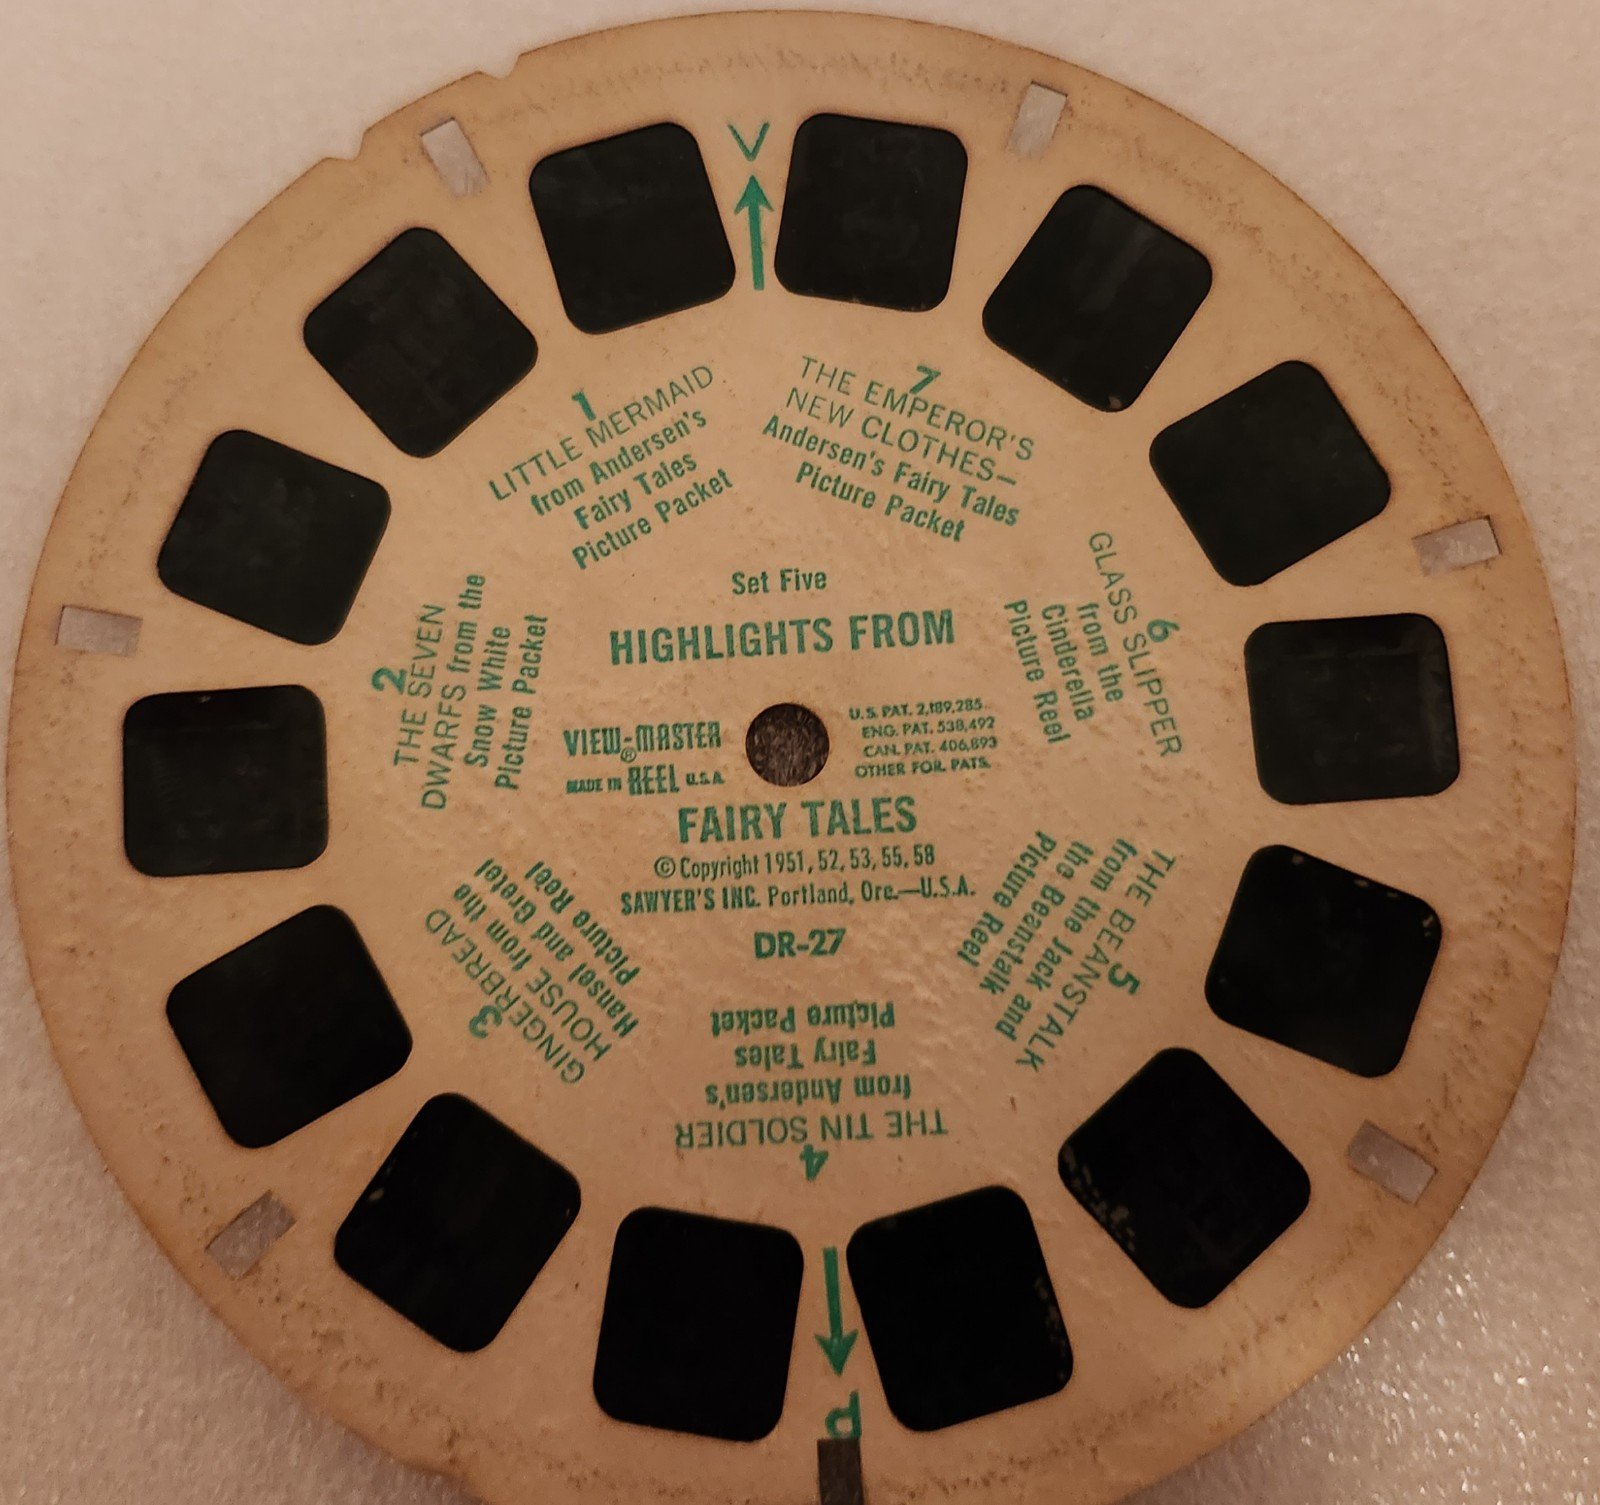 V
1
LITTLE MERMAID
from Andersen's
Fairy Tales
Picture Packet
2
THE SEVEN
DWARFS from the
Snow White
Picture Packet
3
GINGERBREAD
HOUSE from the
Hansel and Gretel
Picture Reel
4
THE TIN SOLDIER
from Andersen's
Fairy Tales
Picture Packet
5
THE BEANSTALK
from the Jack and
the Beanstalk
Picture Reel
6
GLASS SLIPPER
from the
Cinderella
Picture Reel
7
THE EMPEROR'S
NEW CLOTHES—
Andersen's Fairy Tales
Picture Packet
Set Five
HIGHLIGHTS FROM
VIEW-MASTER
®
MADE IN REEL U.S.A.
U.S. PAT. 2,189,285
ENG. PAT. 538,492
CAN. PAT. 406,893
OTHER FOR. PATS.
FAIRY TALES
© Copyright 1951, 52, 53, 55, 58
SAWYER'S INC. Portland, Ore.—U.S.A.
DR-27
P